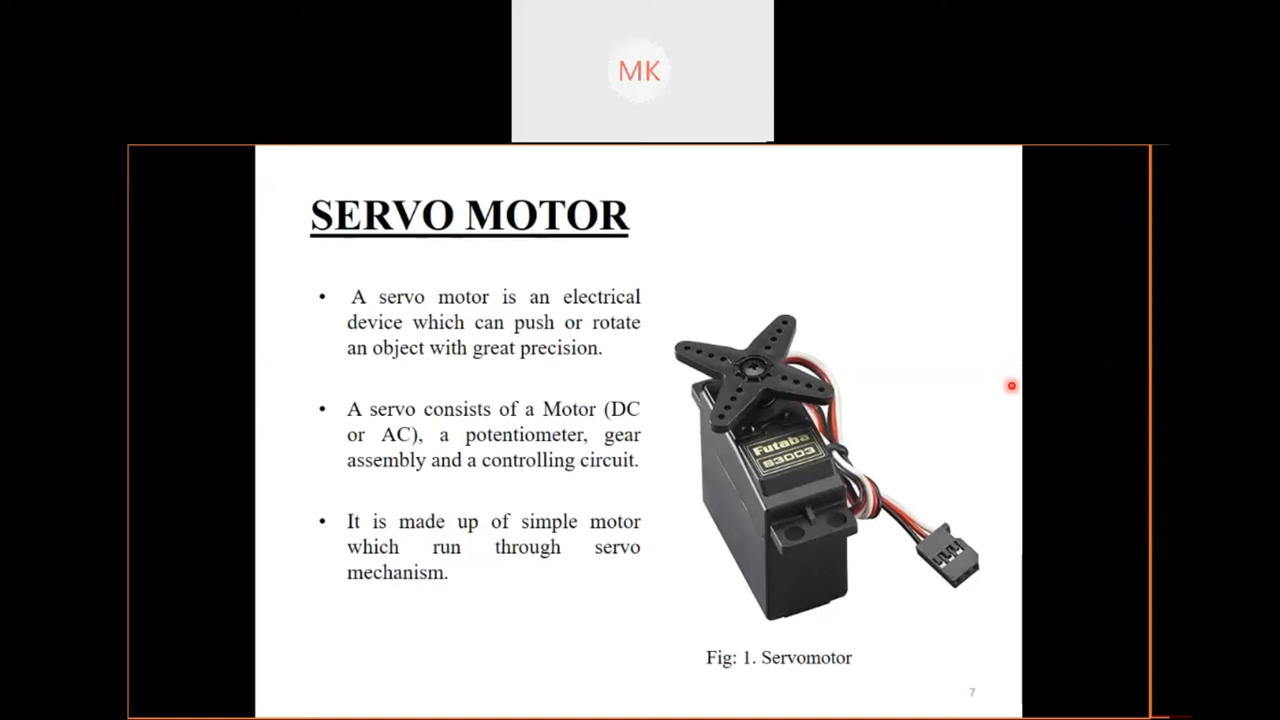 MK
SERVO MOTOR
• A servo motor is an electrical
device which can push or rotate
an object with great precision.
• A servo consists of a Motor (DC
or AC), a potentiometer, gear
assembly and a controlling circuit.
• It is made up of simple motor
which run through servo
mechanism.
Futaba
S3003
Fig: 1. Servomotor
7